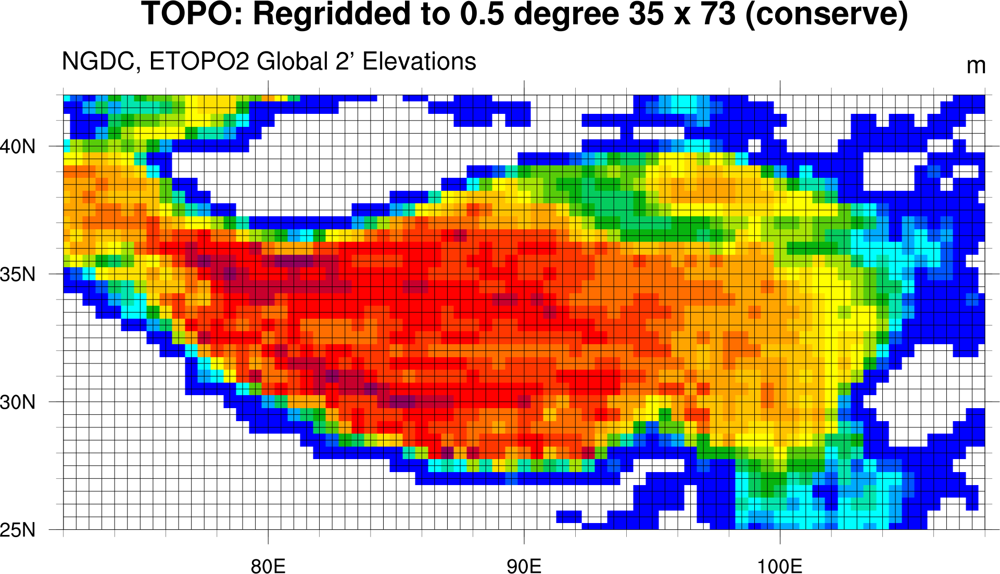 TOPO: Regridded to 0.5 degree 35 x 73 (conserve)
NGDC, ETOPO2 Global 2’ Elevations
m
40N
35N
30N
25N
80E
90E
100E